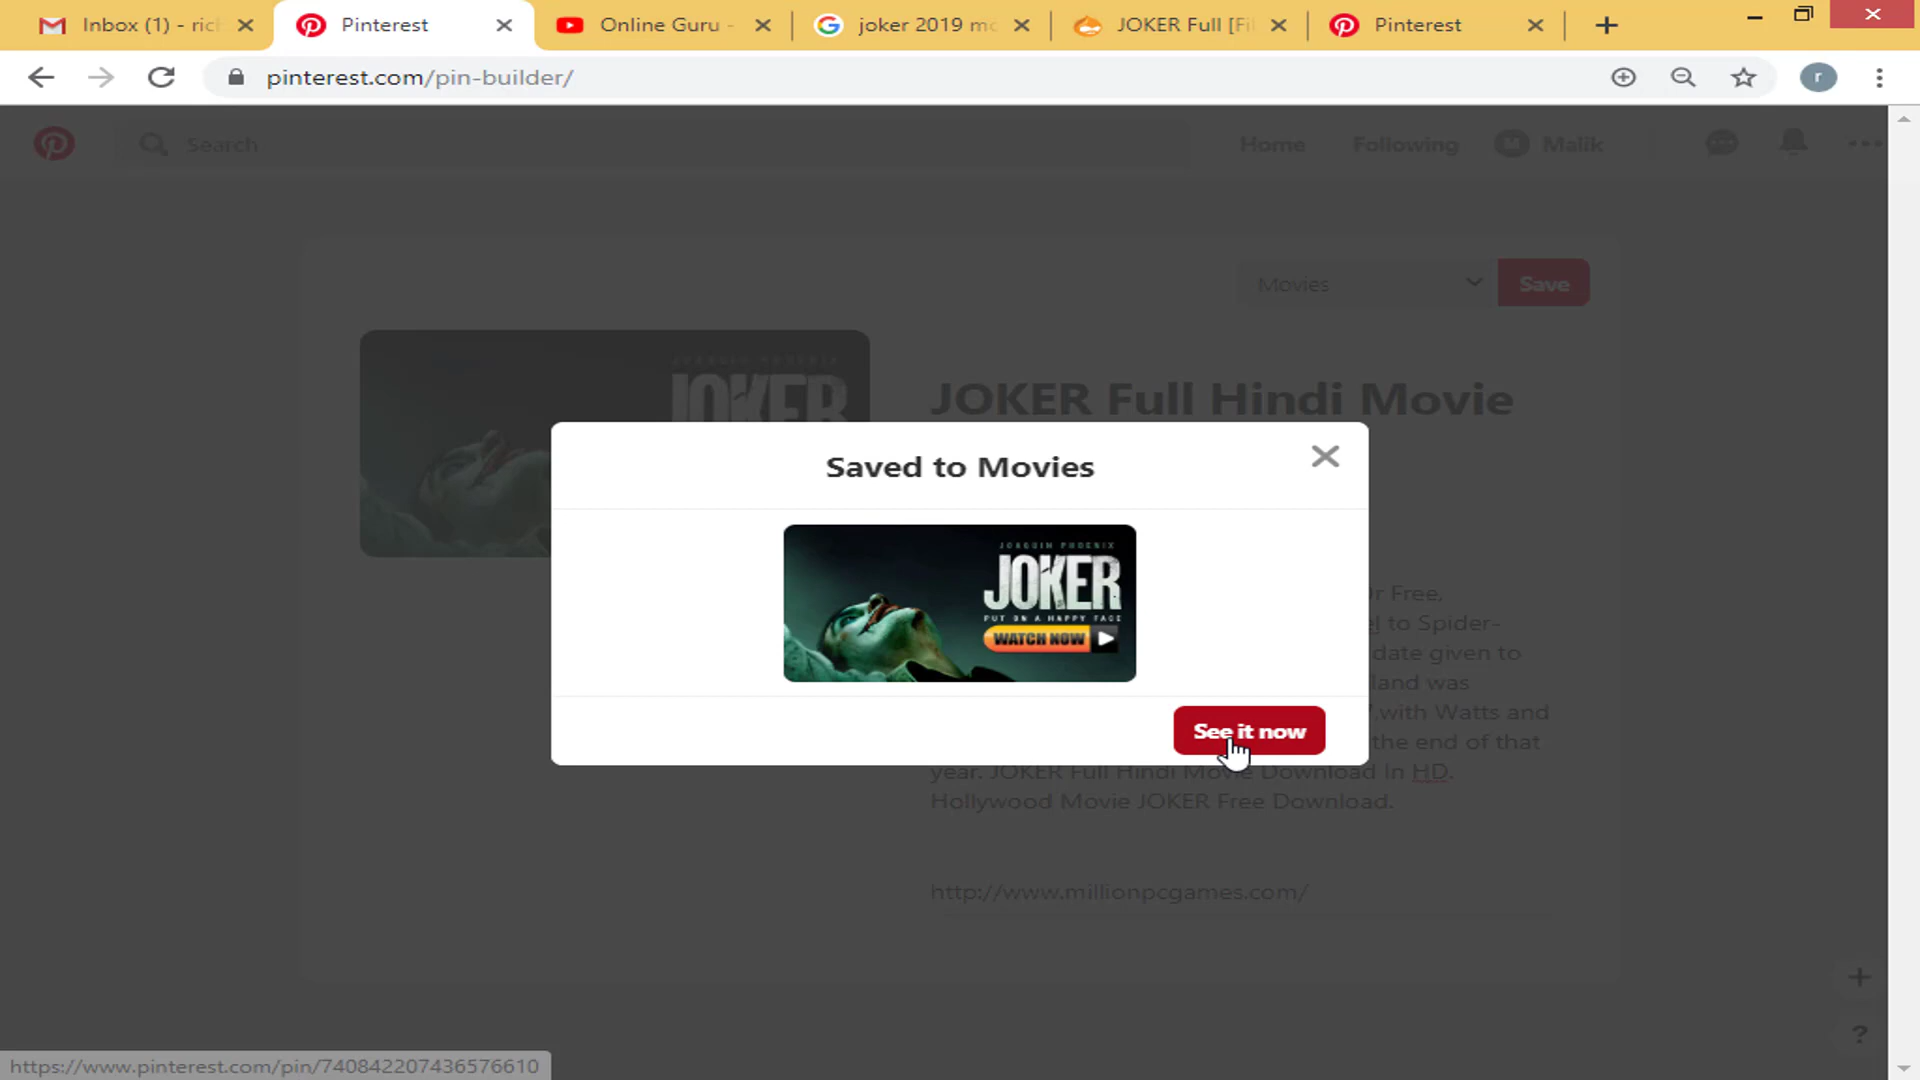 Inbox (1) - ric
Pinterest
Online Guru -
joker 2019 mo
JOKER Full [Fil
Pinterest
pinterest.com/pin-builder/
r
Search
Home
Following
M
Malik
Movies
Save
JOKER
JOKER Full Hindi Movie
Saved to Movies
JOAQUIN PHOENIX
JOKER
PUT ON A HAPPY FACE
WATCH NOW
See it now
r Free,
to Spider-
date given to
land was
with Watts and
the end of that
year. JOKER Full Hindi Movie Download In HD.
Hollywood Movie JOKER Free Download.
http://www.millionpcgames.com/
?
https://www.pinterest.com/pin/740842207436576610